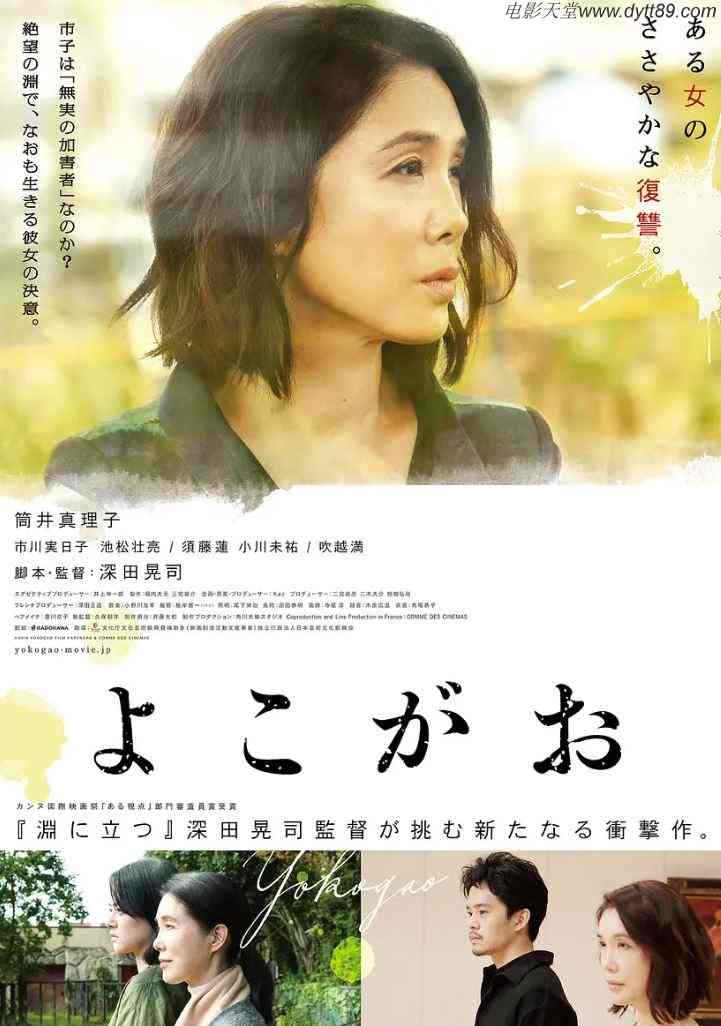 电影天堂www.dytt89.com
ある女の
ささやかな復讐。
市子は「無実の加害者」なのか？
絶望の淵で、なおも生きる彼女の決意。
筒井真理子
市川実日子 池松壮亮 / 須藤蓮 小川未祐 / 吹越満
脚本・監督：深田晃司
yokogao-movie.jp
よこがお
カンヌ国際映画祭「ある視点」部門審査員賞受賞
『淵に立つ』深田晃司監督が挑む新たなる衝撃作。
Yokogao